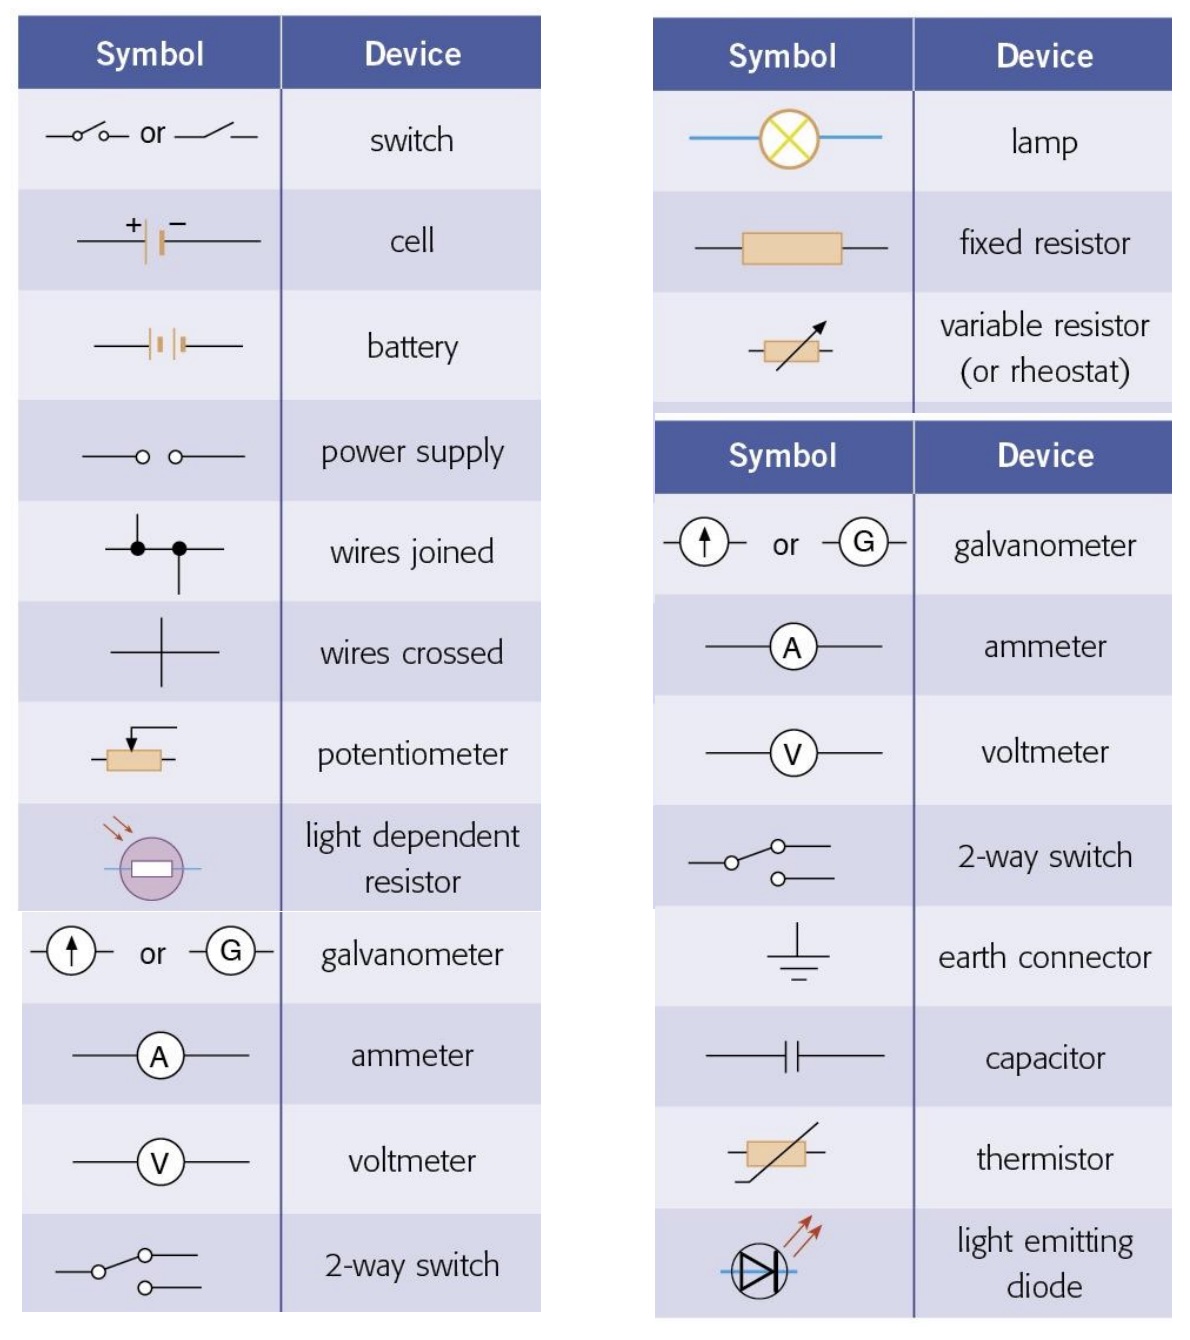 Symbol Device
or switch
+ − cell
battery
power supply
wires joined
wires crossed
potentiometer
light dependent
resistor
or G galvanometer
A ammeter
V voltmeter
2-way switch
Symbol Device
lamp
fixed resistor
variable resistor
(or rheostat)
Symbol Device
or G galvanometer
A ammeter
V voltmeter
2-way switch
earth connector
capacitor
thermistor
light emitting
diode